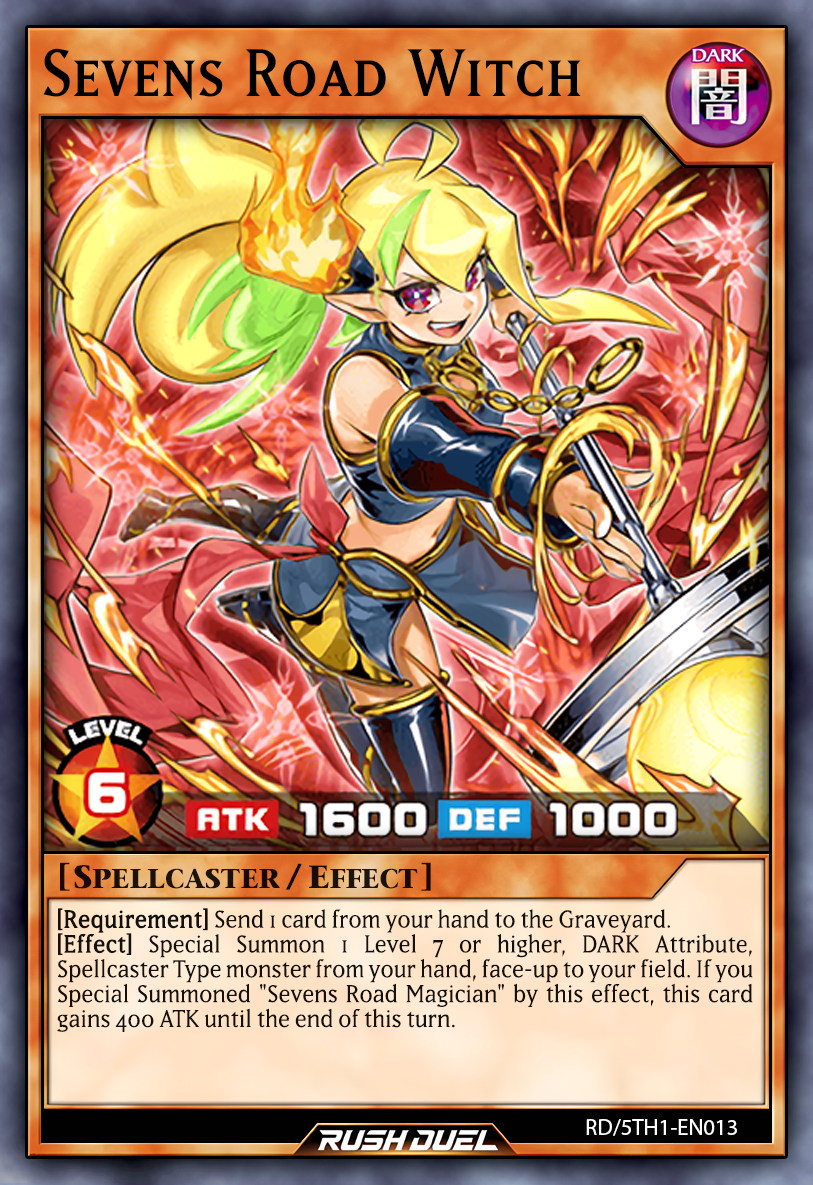 Sevens Road Witch
DARK
闇
LEVEL
6
ATK 1600 DEF 1000
[Spellcaster / Effect]
[Requirement] Send 1 card from your hand to the Graveyard.
[Effect] Special Summon 1 Level 7 or higher, DARK Attribute,
Spellcaster Type monster from your hand, face-up to your field. If you
Special Summoned "Sevens Road Magician" by this effect, this card
gains 400 ATK until the end of this turn.
RD/5TH1-EN013
RUSH DUEL